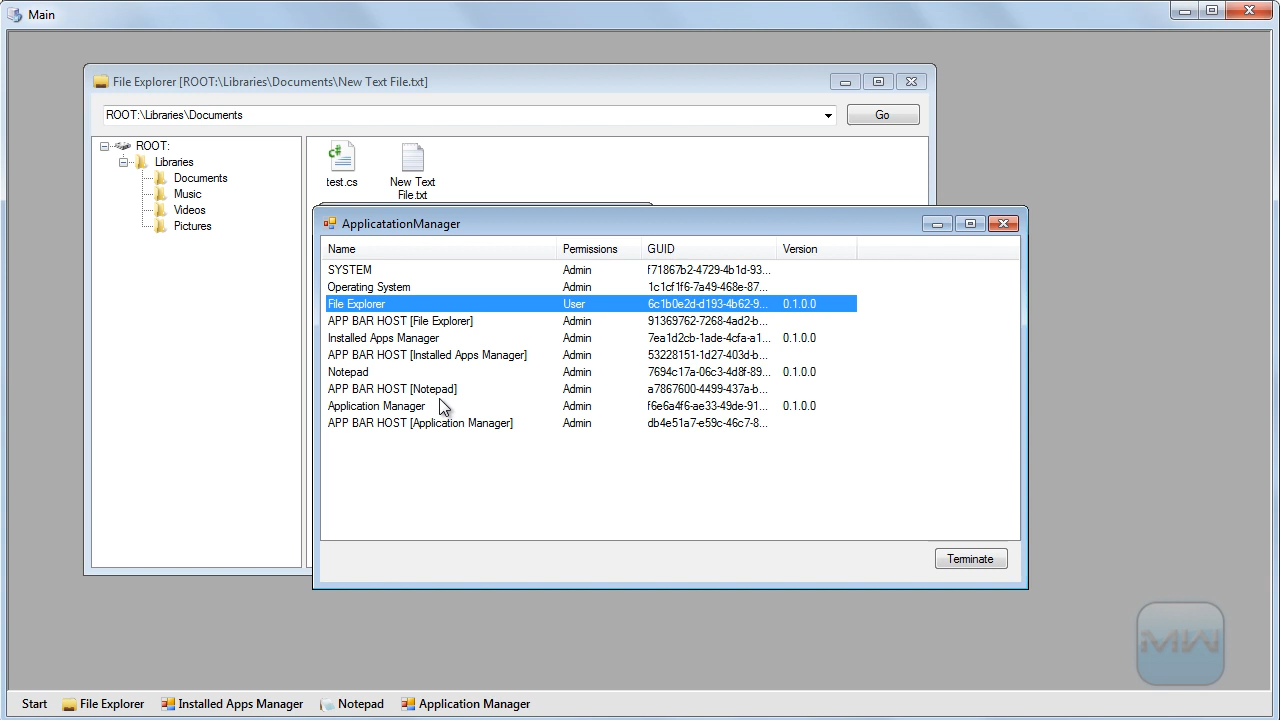 Main
File Explorer [ROOT:\Libraries\Documents\New Text File.txt]
ROOT:\Libraries\Documents
Go
ROOT:
Libraries
Documents
Music
Videos
Pictures
test.cs
New Text
File.txt
ApplicatationManager
Name Permissions GUID Version
SYSTEM Admin f71867b2-4729-4b1d-93...
Operating System Admin 1c1cf1f6-7a49-468e-87...
File Explorer User 6c1b0e2d-d193-4b62-9... 0.1.0.0
APP BAR HOST [File Explorer] Admin 91369762-7268-4ad2-b...
Installed Apps Manager Admin 7ea1d2cb-1ade-4cfa-a1... 0.1.0.0
APP BAR HOST [Installed Apps Manager] Admin 53228151-1d27-403d-b...
Notepad Admin 7694c17a-06c3-4d8f-89... 0.1.0.0
APP BAR HOST [Notepad] Admin a7867600-4499-437a-b...
Application Manager Admin f6e6a4f6-ae33-49de-91... 0.1.0.0
APP BAR HOST [Application Manager] Admin db4e51a7-e59c-46c7-8...
Terminate
MW
Start File Explorer Installed Apps Manager Notepad Application Manager